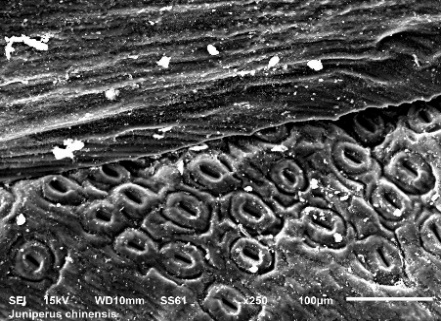 SEI 15kV WD10mm SS61 x250 100µm
Juniperus chinensis